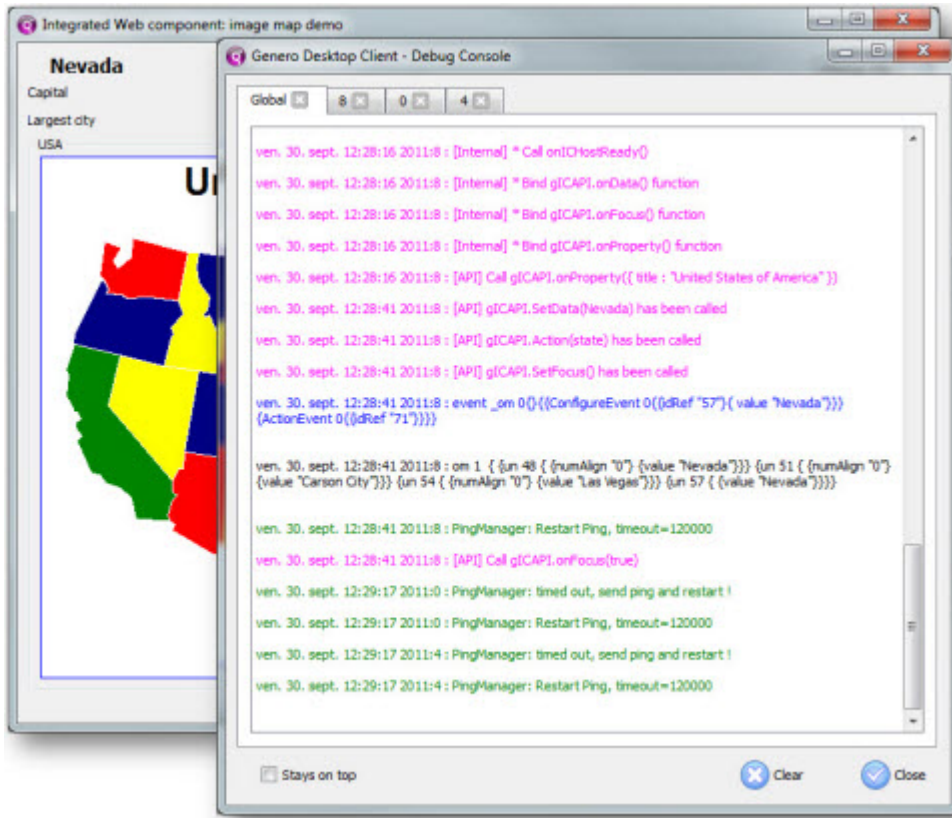 Integrated Web component: image map demo
Nevada
Capital
Largest city
USA
Genero Desktop Client - Debug Console
Global 8 0 4
ven. 30. sept. 12:28:16 2011:8 : [Internal] * Call onICHostReady()
ven. 30. sept. 12:28:16 2011:8 : [Internal] * Bind gICAPI.onData() function
ven. 30. sept. 12:28:16 2011:8 : [Internal] * Bind gICAPI.onFocus() function
ven. 30. sept. 12:28:16 2011:8 : [Internal] * Bind gICAPI.onProperty() function
ven. 30. sept. 12:28:16 2011:8 : [API] Call gICAPI.onProperty({ title : "United States of America" })
ven. 30. sept. 12:28:41 2011:8 : [API] gICAPI.SetData(Nevada) has been called
ven. 30. sept. 12:28:41 2011:8 : [API] gICAPI.Action(state) has been called
ven. 30. sept. 12:28:41 2011:8 : [API] gICAPI.SetFocus() has been called
ven. 30. sept. 12:28:41 2011:8 : event _om 0{}{{ConfigureEvent 0{{idRef "57"}{ value "Nevada"}}}
{ActionEvent 0{{idRef "71"}}}}
ven. 30. sept. 12:28:41 2011:8 : om 1 { {un 48 { {numAlign "0"} {value "Nevada"}}} {un 51 { {numAlign "0"}
{value "Carson City"}}} {un 54 { {numAlign "0"} {value "Las Vegas"}}} {un 57 { {value "Nevada"}}}}
ven. 30. sept. 12:28:41 2011:8 : PingManager: Restart Ping, timeout=120000
ven. 30. sept. 12:28:41 2011:8 : [API] Call gICAPI.onFocus(true)
ven. 30. sept. 12:29:17 2011:0 : PingManager: timed out, send ping and restart !
ven. 30. sept. 12:29:17 2011:0 : PingManager: Restart Ping, timeout=120000
ven. 30. sept. 12:29:17 2011:4 : PingManager: timed out, send ping and restart !
ven. 30. sept. 12:29:17 2011:4 : PingManager: Restart Ping, timeout=120000
Stays on top
Clear
Close